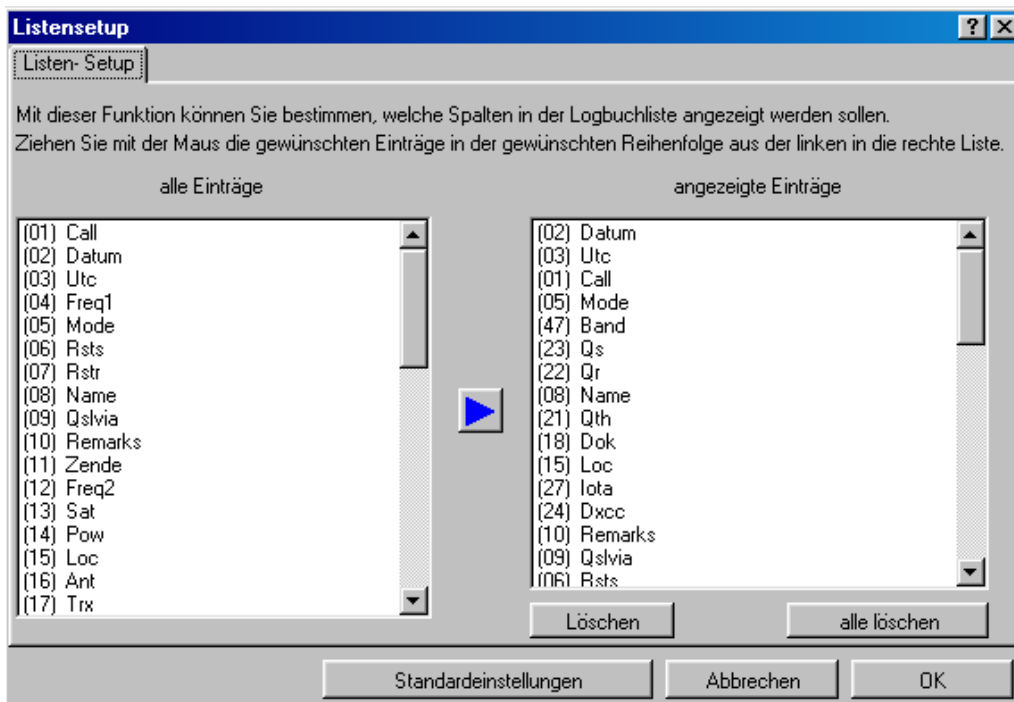 Listensetup
Listen- Setup
Mit dieser Funktion können Sie bestimmen, welche Spalten in der Logbuchliste angezeigt werden sollen.
Ziehen Sie mit der Maus die gewünschten Einträge in der gewünschten Reihenfolge aus der linken in die rechte Liste.
alle Einträge
(01) Call
(02) Datum
(03) Utc
(04) Freq1
(05) Mode
(06) Rsts
(07) Rstr
(08) Name
(09) Qslvia
(10) Remarks
(11) Zende
(12) Freq2
(13) Sat
(14) Pow
(15) Loc
(16) Ant
(17) Trx
angezeigte Einträge
(02) Datum
(03) Utc
(01) Call
(05) Mode
(47) Band
(23) Qs
(22) Qr
(08) Name
(21) Qth
(18) Dok
(15) Loc
(27) Iota
(24) Dxcc
(10) Remarks
(09) Qslvia
(06) Rsts
Löschen
alle löschen
Standardeinstellungen
Abbrechen
OK